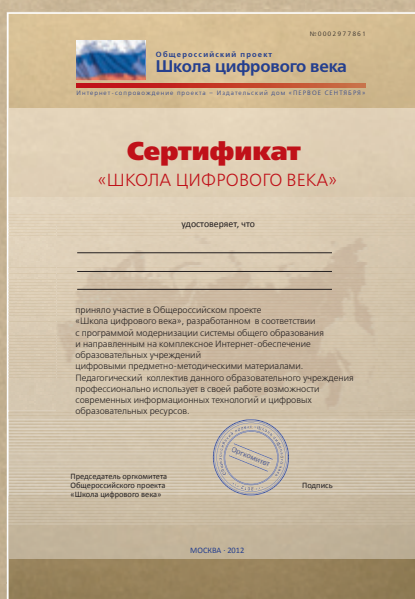 №0002977861
Общероссийский проект
Школа цифрового века
Интернет-сопровождение проекта – Издательский дом «ПЕРВОЕ СЕНТЯБРЯ»
Сертификат
«ШКОЛА ЦИФРОВОГО ВЕКА»
удостоверяет, что
приняло участие в Общероссийском проекте
«Школа цифрового века», разработанном в соответствии
с программой модернизации системы общего образования
и направленным на комплексное Интернет-обеспечение
образовательных учреждений
цифровыми предметно-методическими материалами.
Педагогический коллектив данного образовательного учреждения
профессионально использует в своей работе возможности
современных информационных технологий и цифровых
образовательных ресурсов.
Оргкомитет
Председатель оргкомитета
Общероссийского проекта
«Школа цифрового века»
Подпись
МОСКВА - 2012